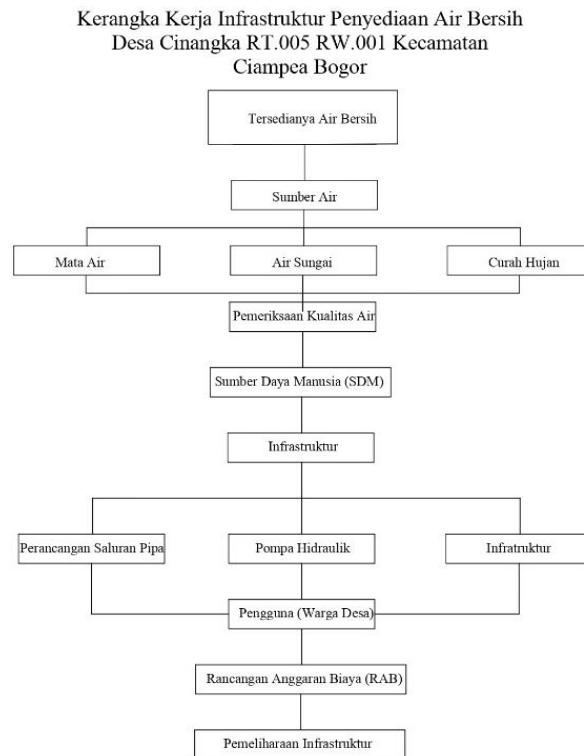 Kerangka Kerja Infrastruktur Penyediaan Air Bersih
Desa Cinangka RT.005 RW.001 Kecamatan
Ciampea Bogor
Tersedianya Air Bersih
Sumber Air
Mata Air
Air Sungai
Curah Hujan
Pemeriksaan Kualitas Air
Sumber Daya Manusia (SDM)
Infrastruktur
Perancangan Saluran Pipa
Pompa Hidraulik
Infratruktur
Pengguna (Warga Desa)
Rancangan Anggaran Biaya (RAB)
Pemeliharaan Infrastruktur